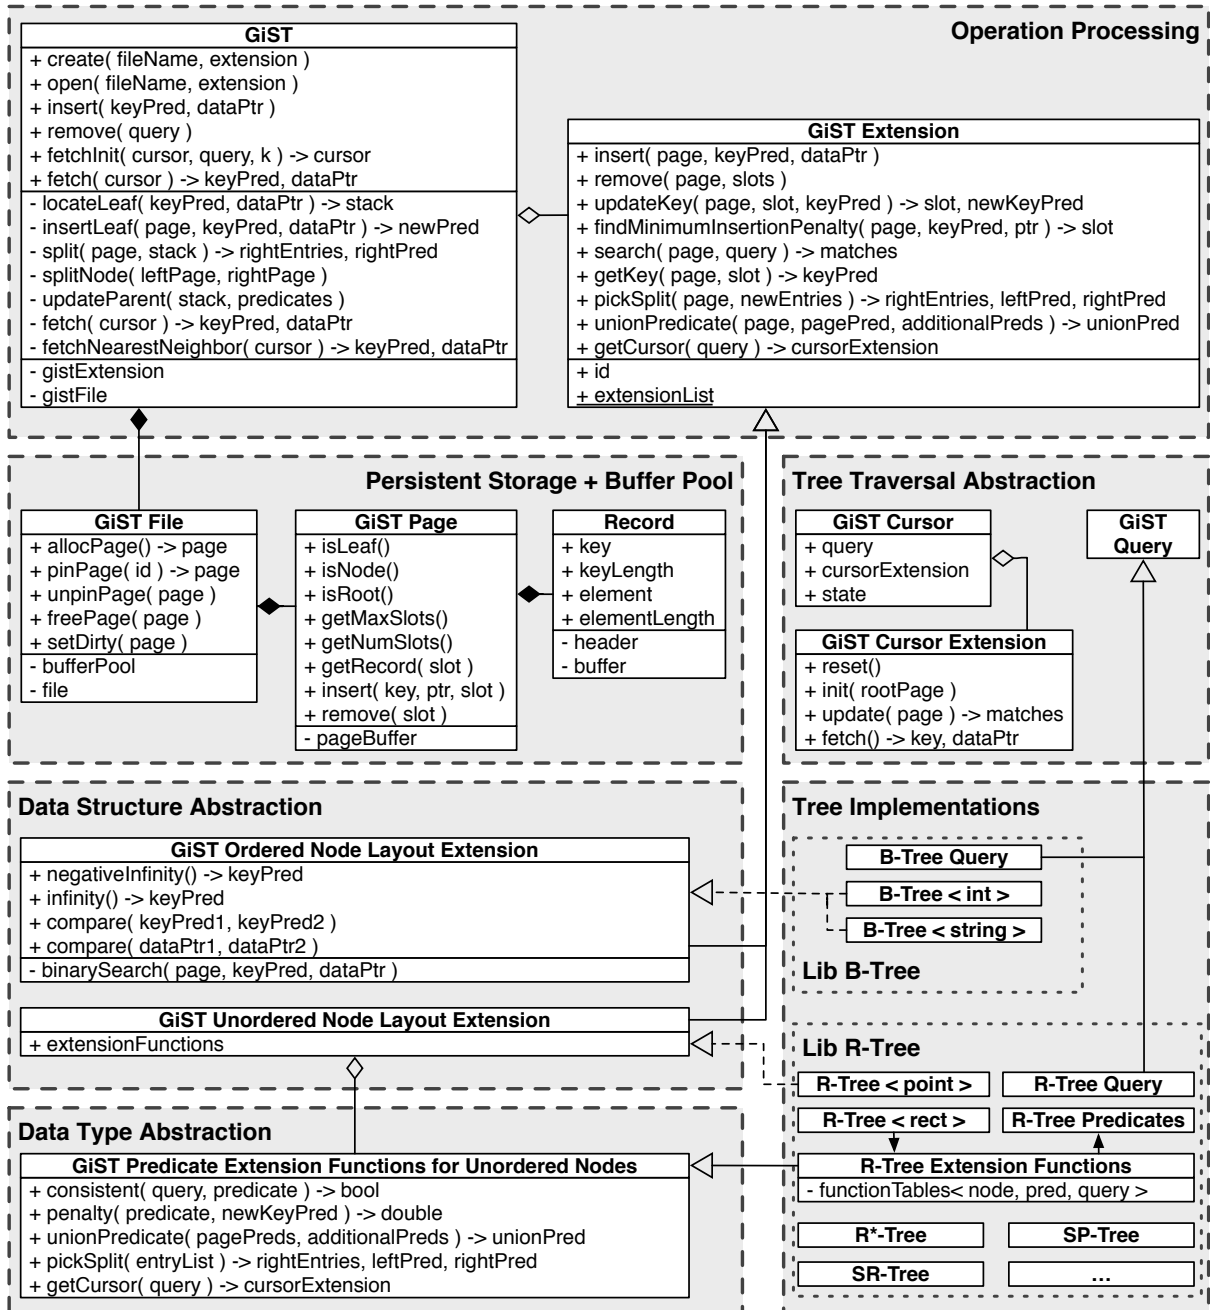 Operation Processing
GiST
+ create( fileName, extension )
+ open( fileName, extension )
+ insert( keyPred, dataPtr )
+ remove( query )
+ fetchInit( cursor, query, k ) -> cursor
+ fetch( cursor ) -> keyPred, dataPtr
- locateLeaf( keyPred, dataPtr ) -> stack
- insertLeaf( page, keyPred, dataPtr ) -> newPred
- split( page, stack ) -> rightEntries, rightPred
- splitNode( leftPage, rightPage )
- updateParent( stack, predicates )
- fetch( cursor ) -> keyPred, dataPtr
- fetchNearestNeighbor( cursor ) -> keyPred, dataPtr
- gistExtension
- gistFile
GiST Extension
+ insert( page, keyPred, dataPtr )
+ remove( page, slots )
+ updateKey( page, slot, keyPred ) -> slot, newKeyPred
+ findMinimumInsertionPenalty( page, keyPred, ptr ) -> slot
+ search( page, query ) -> matches
+ getKey( page, slot ) -> keyPred
+ pickSplit( page, newEntries ) -> rightEntries, leftPred, rightPred
+ unionPredicate( page, pagePred, additionalPreds ) -> unionPred
+ getCursor( query ) -> cursorExtension
+ id
+ extensionList
Persistent Storage + Buffer Pool
GiST File
+ allocPage() -> page
+ pinPage( id ) -> page
+ unpinPage( page )
+ freePage( page )
+ setDirty( page )
- bufferPool
- file
GiST Page
+ isLeaf()
+ isNode()
+ isRoot()
+ getMaxSlots()
+ getNumSlots()
+ getRecord( slot )
+ insert( key, ptr, slot )
+ remove( slot )
- pageBuffer
Record
+ key
+ keyLength
+ element
+ elementLength
- header
- buffer
Tree Traversal Abstraction
GiST Cursor
+ query
+ cursorExtension
+ state
GiST
Query
GiST Cursor Extension
+ reset()
+ init( rootPage )
+ update( page ) -> matches
+ fetch() -> key, dataPtr
Data Structure Abstraction
GiST Ordered Node Layout Extension
+ negativeInfinity() -> keyPred
+ infinity() -> keyPred
+ compare( keyPred1, keyPred2 )
+ compare( dataPtr1, dataPtr2 )
- binarySearch( page, keyPred, dataPtr )
GiST Unordered Node Layout Extension
+ extensionFunctions
Data Type Abstraction
GiST Predicate Extension Functions for Unordered Nodes
+ consistent( query, predicate ) -> bool
+ penalty( predicate, newKeyPred ) -> double
+ unionPredicate( pagePreds, additionalPreds ) -> unionPred
+ pickSplit( entryList ) -> rightEntries, leftPred, rightPred
+ getCursor( query ) -> cursorExtension
Tree Implementations
B-Tree Query
B-Tree < int >
B-Tree < string >
Lib B-Tree
Lib R-Tree
R-Tree < point >
R-Tree Query
R-Tree < rect >
R-Tree Predicates
R-Tree Extension Functions
- functionTables< node, pred, query >
R*-Tree
SP-Tree
SR-Tree
...